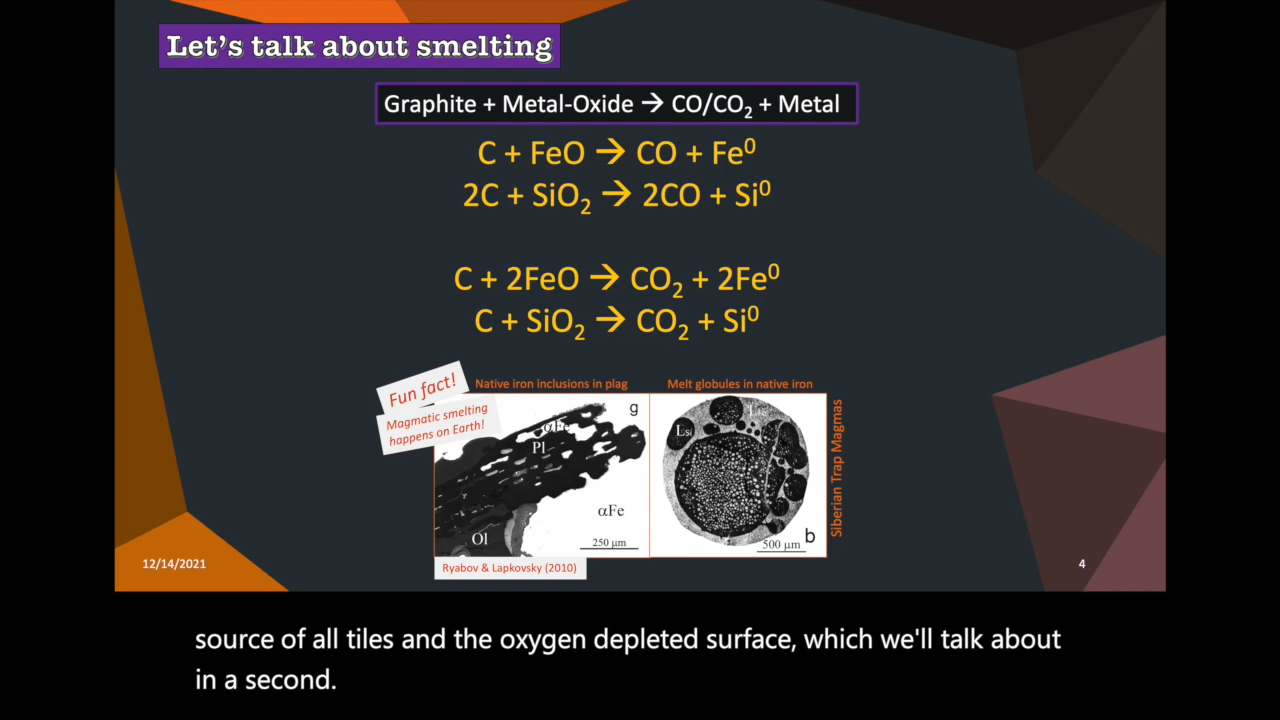 Let's talk about smelting
Graphite + Metal-Oxide → CO/CO₂ + Metal
C + FeO → CO + Fe⁰
2C + SiO₂ → 2CO + Si⁰
C + 2FeO → CO₂ + 2Fe⁰
C + SiO₂ → CO₂ + Si⁰
Fun fact!
Magmatic smelting
happens on Earth!
Native iron inclusions in plag
Melt globules in native iron
g
αFe
Pl
αFe
Ol
250 µm
Lsi
b
500 µm
Siberian Trap Magmas
Ryabov & Lapkovsky (2010)
12/14/2021
4
source of all tiles and the oxygen depleted surface, which we'll talk about
in a second.